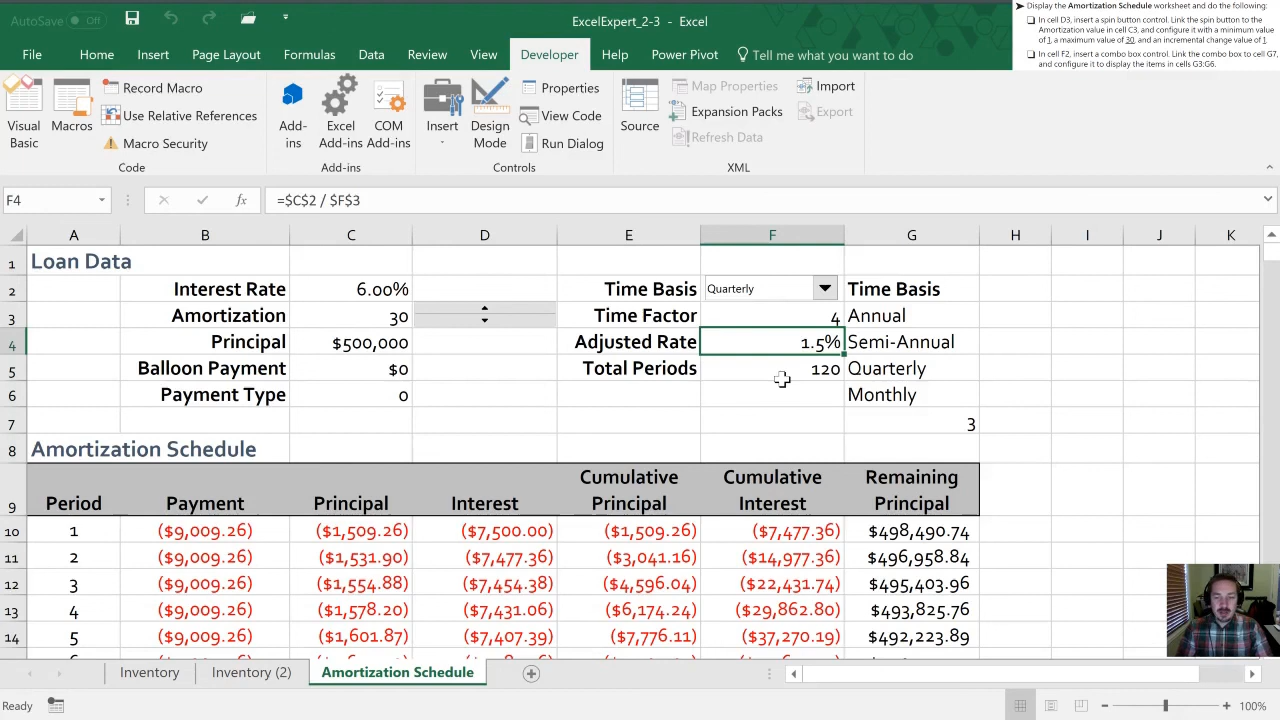 AutoSave Off
ExcelExpert_2-3 - Excel
Display the Amortization Schedule worksheet and do the following:
In cell D3, insert a spin button control. Link the spin button to the
Amortization value in cell C3, and configure it with a minimum value
of 1, a maximum value of 30, and an incremental change value of 1.
In cell F2, insert a combo box control. Link the combo box to cell G7,
and configure it to display the items in cells G3:G6.
File Home Insert Page Layout Formulas Data Review View Developer Help Power Pivot Tell me what you want to do
Visual Basic
Macros
Record Macro
Use Relative References
Macro Security
Code
Add-ins
Excel Add-ins
COM Add-ins
Add-ins
Insert
Design Mode
Properties
View Code
Run Dialog
Controls
Source
Map Properties
Expansion Packs
Refresh Data
Import
Export
XML
F4 fx =$C$2 / $F$3
A B C D E F G H I J K
1 Loan Data
2 Interest Rate 6.00% Time Basis Quarterly Time Basis
3 Amortization 30 Time Factor 4 Annual
4 Principal $500,000 Adjusted Rate 1.5% Semi-Annual
5 Balloon Payment $0 Total Periods 120 Quarterly
6 Payment Type 0 Monthly
7 3
8 Amortization Schedule
9 Period Payment Principal Interest Cumulative Principal Cumulative Interest Remaining Principal
10 1 ($9,009.26) ($1,509.26) ($7,500.00) ($1,509.26) ($7,477.36) $498,490.74
11 2 ($9,009.26) ($1,531.90) ($7,477.36) ($3,041.16) ($14,977.36) $496,958.84
12 3 ($9,009.26) ($1,554.88) ($7,454.38) ($4,596.04) ($22,431.74) $495,403.96
13 4 ($9,009.26) ($1,578.20) ($7,431.06) ($6,174.24) ($29,862.80) $493,825.76
14 5 ($9,009.26) ($1,601.87) ($7,407.39) ($7,776.11) ($37,270.19) $492,223.89
Inventory Inventory (2) Amortization Schedule
Ready 100%